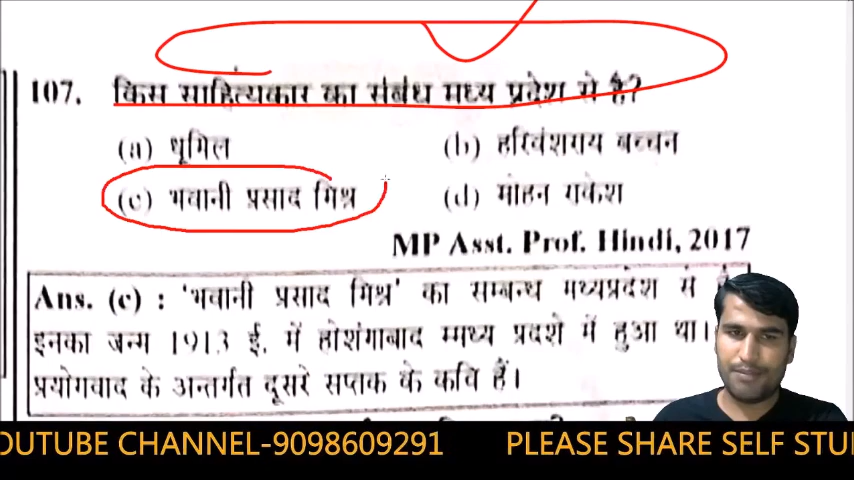 107. किस साहित्यकार का संबंध मध्य प्रदेश से है?
(a) धूमिल (b) हरिवंशराय बच्चन
(c) भवानी प्रसाद मिश्र (d) मोहन राकेश
MP Asst. Prof. Hindi, 2017
Ans. (c) : 'भवानी प्रसाद मिश्र' का सम्बन्ध मध्यप्रदेश से
इनका जन्म 1913 ई. में होशंगाबाद म्मध्य प्रदशे में हुआ था।
प्रयोगवाद के अन्तर्गत दूसरे सप्तक के कवि हैं।
OUTUBE CHANNEL-9098609291 PLEASE SHARE SELF STU